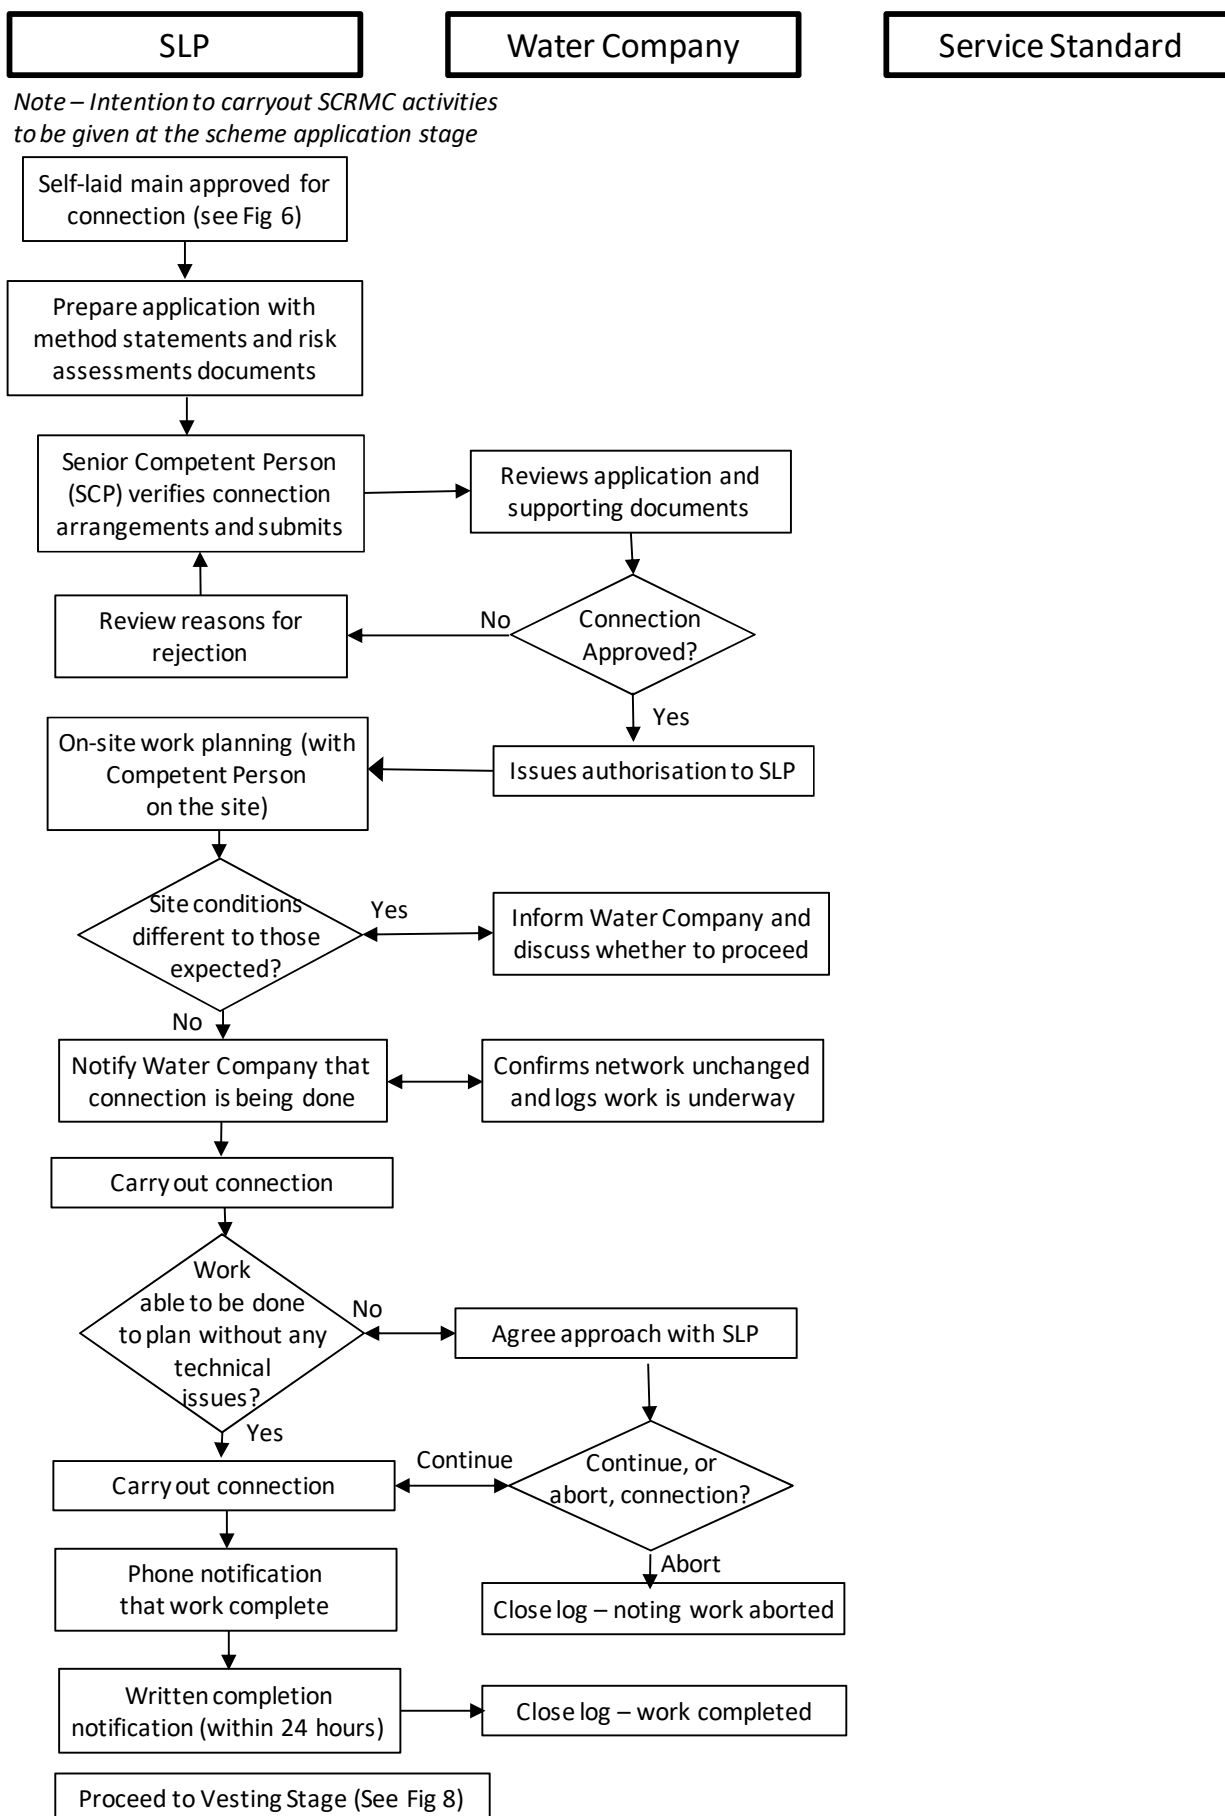 SLP
Water Company
Service Standard
Note – Intention to carryout SCRMC activities
to be given at the scheme application stage
Self-laid main approved for
connection (see Fig 6)
Prepare application with
method statements and risk
assessments documents
Senior Competent Person
(SCP) verifies connection
arrangements and submits
Reviews application and
supporting documents
Review reasons for
rejection
No
Connection
Approved?
Yes
On-site work planning (with
Competent Person
on the site)
Issues authorisation to SLP
Site conditions
different to those
expected?
Yes
Inform Water Company and
discuss whether to proceed
No
Notify Water Company that
connection is being done
Confirms network unchanged
and logs work is underway
Carry out connection
Work
able to be done
to plan without any
technical
issues?
No
Agree approach with SLP
Yes
Carry out connection
Continue
Continue, or
abort, connection?
Abort
Phone notification
that work complete
Close log – noting work aborted
Written completion
notification (within 24 hours)
Close log – work completed
Proceed to Vesting Stage (See Fig 8)